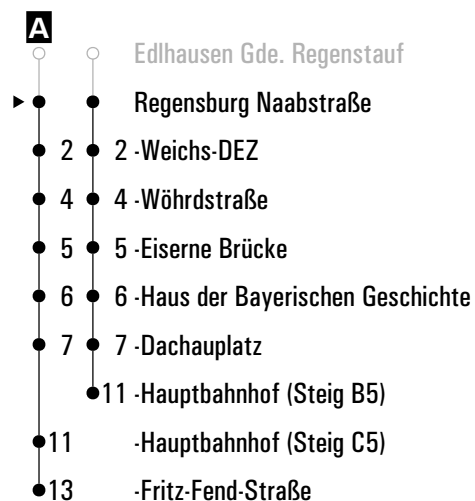 A
Edlhausen Gde. Regenstauf
Regensburg Naabstraße
2 2 -Weichs-DEZ
4 4 -Wöhrdstraße
5 5 -Eiserne Brücke
6 6 -Haus der Bayerischen Geschichte
7 7 -Dachauplatz
11 -Hauptbahnhof (Steig B5)
11 -Hauptbahnhof (Steig C5)
13 -Fritz-Fend-Straße